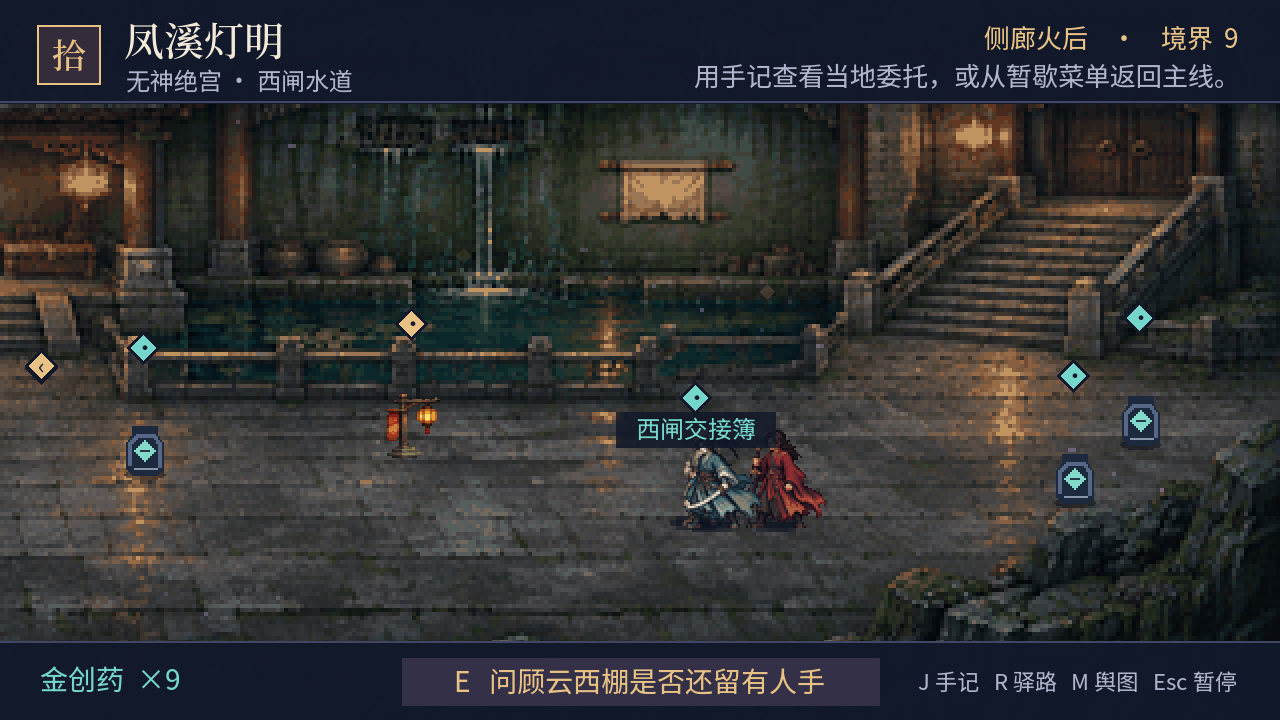 拾
凤溪灯明
无神绝宫 · 西闸水道
侧廊火后 · 境界 9
用手记查看当地委托，或从暂歇菜单返回主线。
西闸交接簿
金创药 ×9
E 问顾云西棚是否还留有人手
J 手记 R 驿路 M 舆图 Esc 暂停